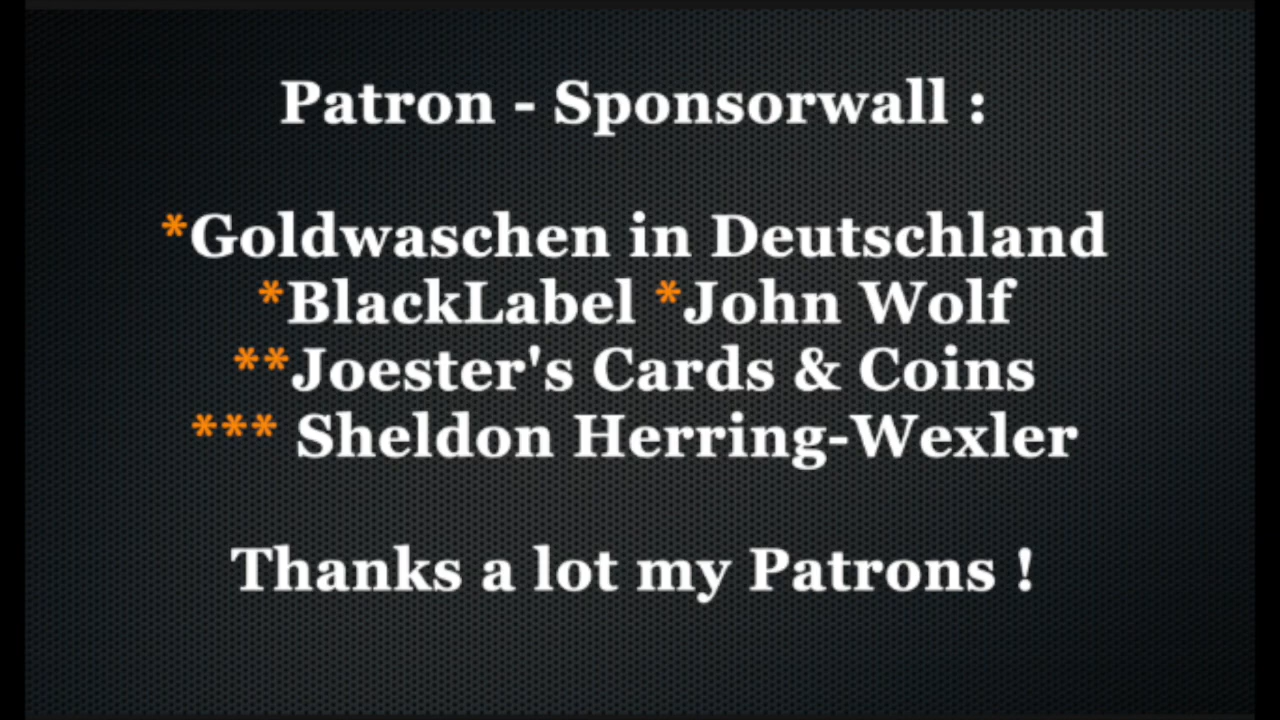 Patron - Sponsorwall :
*Goldwaschen in Deutschland
*BlackLabel *John Wolf
**Joester's Cards & Coins
*** Sheldon Herring-Wexler
Thanks a lot my Patrons !